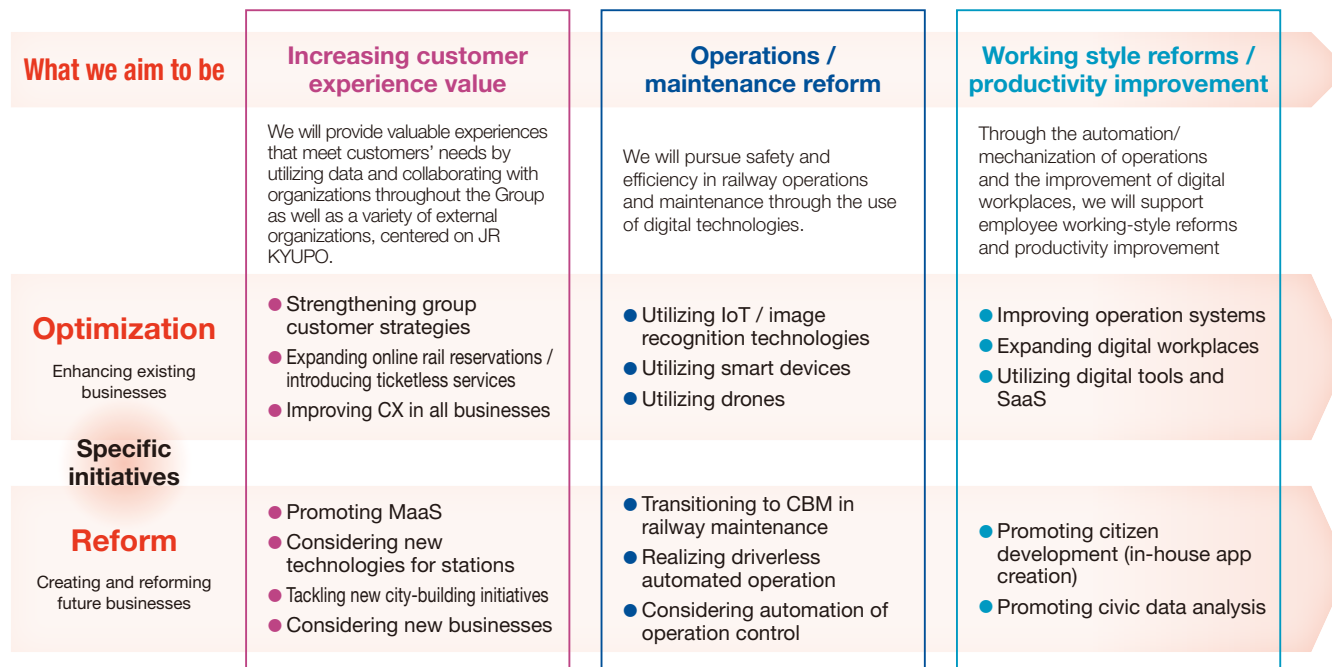 What we aim to be
Increasing customer
experience value
Operations /
maintenance reform
Working style reforms /
productivity improvement
We will provide valuable experiences
that meet customers' needs by
utilizing data and collaborating with
organizations throughout the Group
as well as a variety of external
organizations, centered on JR
KYUPO.
We will pursue safety and
efficiency in railway operations
and maintenance through the use
of digital technologies.
Through the automation/
mechanization of operations
and the improvement of digital
workplaces, we will support
employee working-style reforms
and productivity improvement
Optimization
Enhancing existing
businesses
● Strengthening group
customer strategies
● Expanding online rail reservations /
introducing ticketless services
● Improving CX in all businesses
● Utilizing IoT / image
recognition technologies
● Utilizing smart devices
● Utilizing drones
● Improving operation systems
● Expanding digital workplaces
● Utilizing digital tools and
SaaS
Specific
initiatives
Reform
Creating and reforming
future businesses
● Promoting MaaS
● Considering new
technologies for stations
● Tackling new city-building initiatives
● Considering new businesses
● Transitioning to CBM in
railway maintenance
● Realizing driverless
automated operation
● Considering automation of
operation control
● Promoting citizen
development (in-house app
creation)
● Promoting civic data analysis